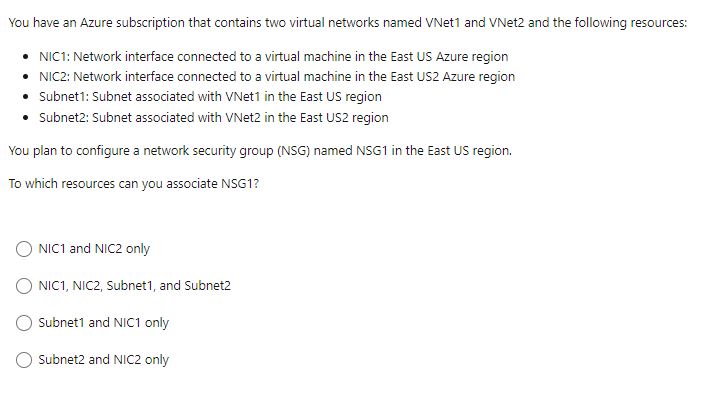 You have an Azure subscription that contains two virtual networks named VNet1 and VNet2 and the following resources:
• NIC1: Network interface connected to a virtual machine in the East US Azure region
• NIC2: Network interface connected to a virtual machine in the East US2 Azure region
• Subnet1: Subnet associated with VNet1 in the East US region
• Subnet2: Subnet associated with VNet2 in the East US2 region
You plan to configure a network security group (NSG) named NSG1 in the East US region.
To which resources can you associate NSG1?
NIC1 and NIC2 only
NIC1, NIC2, Subnet1, and Subnet2
Subnet1 and NIC1 only
Subnet2 and NIC2 only